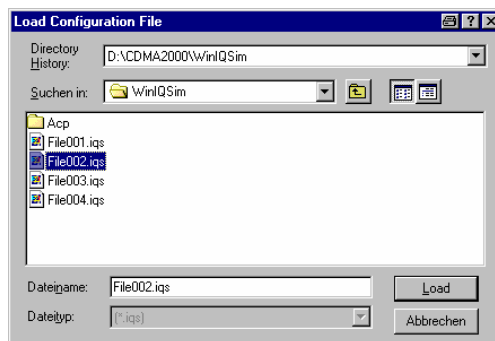 Load Configuration File
Directory
History:
D:\CDMA2000\WinIQSim
Suchen in:
WinIQSim
Acp
File001.iqs
File002.iqs
File003.iqs
File004.iqs
Dateiname:
File002.iqs
Load
Dateityp:
(*.iqs)
Abbrechen